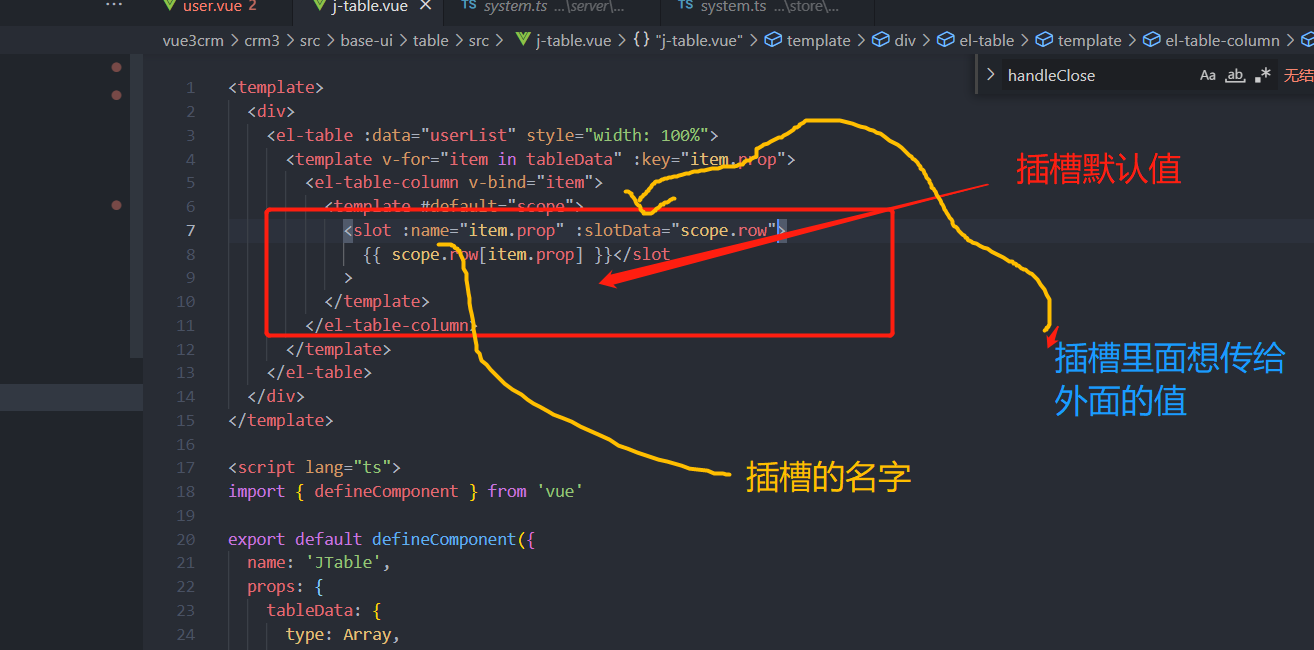 user.vue 2
j-table.vue
TS system.ts ...\server\...
TS system.ts ...\store\...
vue3crm > crm3 > src > base-ui > table > src > j-table.vue > {} "j-table.vue" > template > div > el-table > template > el-table-column >
handleClose
Aa ab .*
无结
1 <template>
2 <div>
3 <el-table :data="userList" style="width: 100%">
4 <template v-for="item in tableData" :key="item.prop">
5 <el-table-column v-bind="item">
6 <template #default="scope">
7 <slot :name="item.prop" :slotData="scope.row">
8 {{ scope.row[item.prop] }}</slot
9 >
10 </template>
11 </el-table-column>
12 </template>
13 </el-table>
14 </div>
15 </template>
16
17 <script lang="ts">
18 import { defineComponent } from 'vue'
19
20 export default defineComponent({
21 name: 'JTable',
22 props: {
23 tableData: {
24 type: Array,
插槽默认值
插槽里面想传给
外面的值
插槽的名字